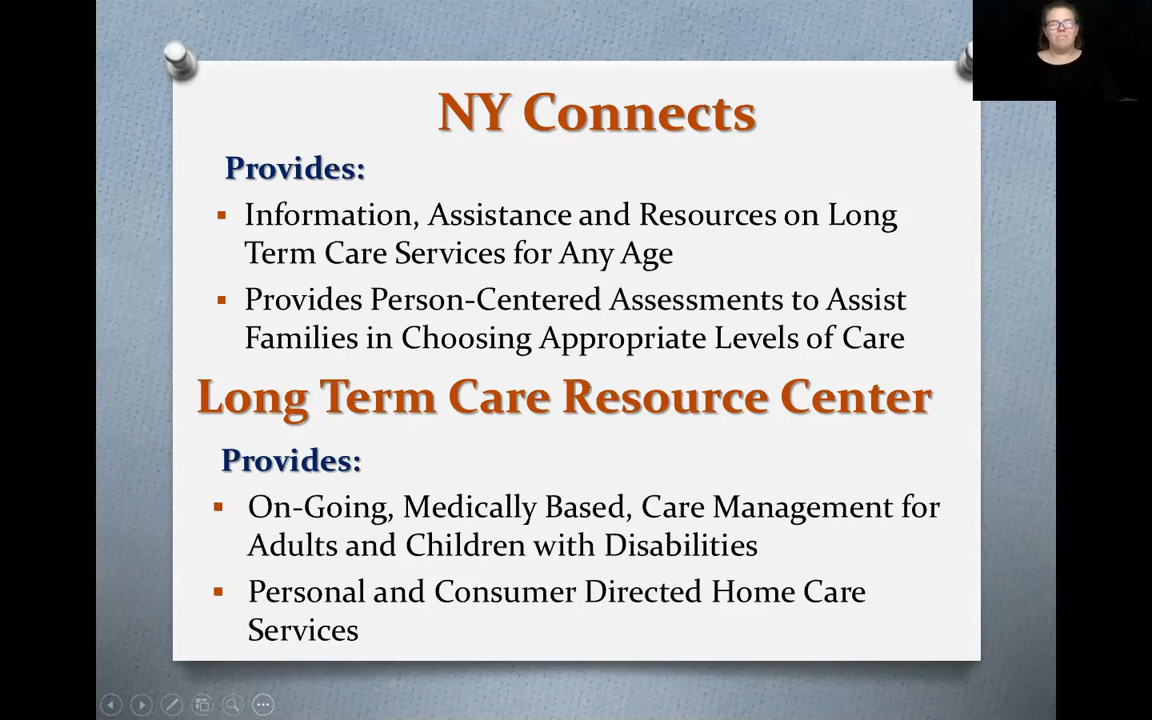 NY Connects
Provides:
▪ Information, Assistance and Resources on Long
Term Care Services for Any Age
▪ Provides Person-Centered Assessments to Assist
Families in Choosing Appropriate Levels of Care
Long Term Care Resource Center
Provides:
▪ On-Going, Medically Based, Care Management for
Adults and Children with Disabilities
▪ Personal and Consumer Directed Home Care
Services